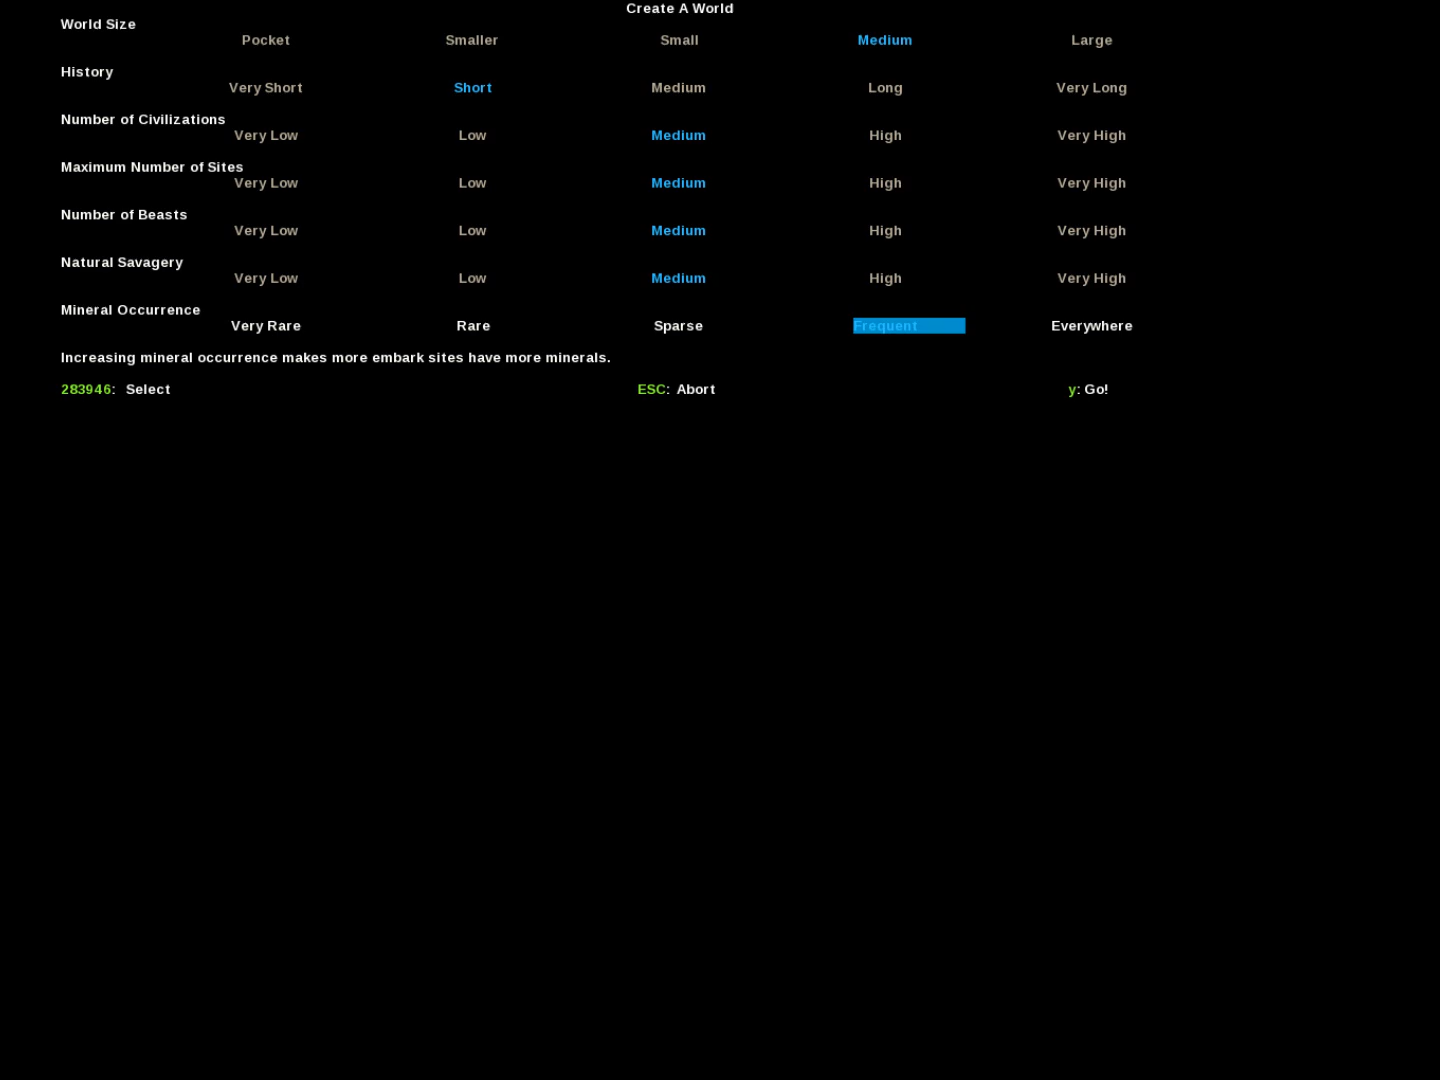 Create A World
World Size
Pocket Smaller Small Medium Large
History
Very Short Short Medium Long Very Long
Number of Civilizations
Very Low Low Medium High Very High
Maximum Number of Sites
Very Low Low Medium High Very High
Number of Beasts
Very Low Low Medium High Very High
Natural Savagery
Very Low Low Medium High Very High
Mineral Occurrence
Very Rare Rare Sparse Frequent Everywhere
Increasing mineral occurrence makes more embark sites have more minerals.
283946: Select ESC: Abort y: Go!